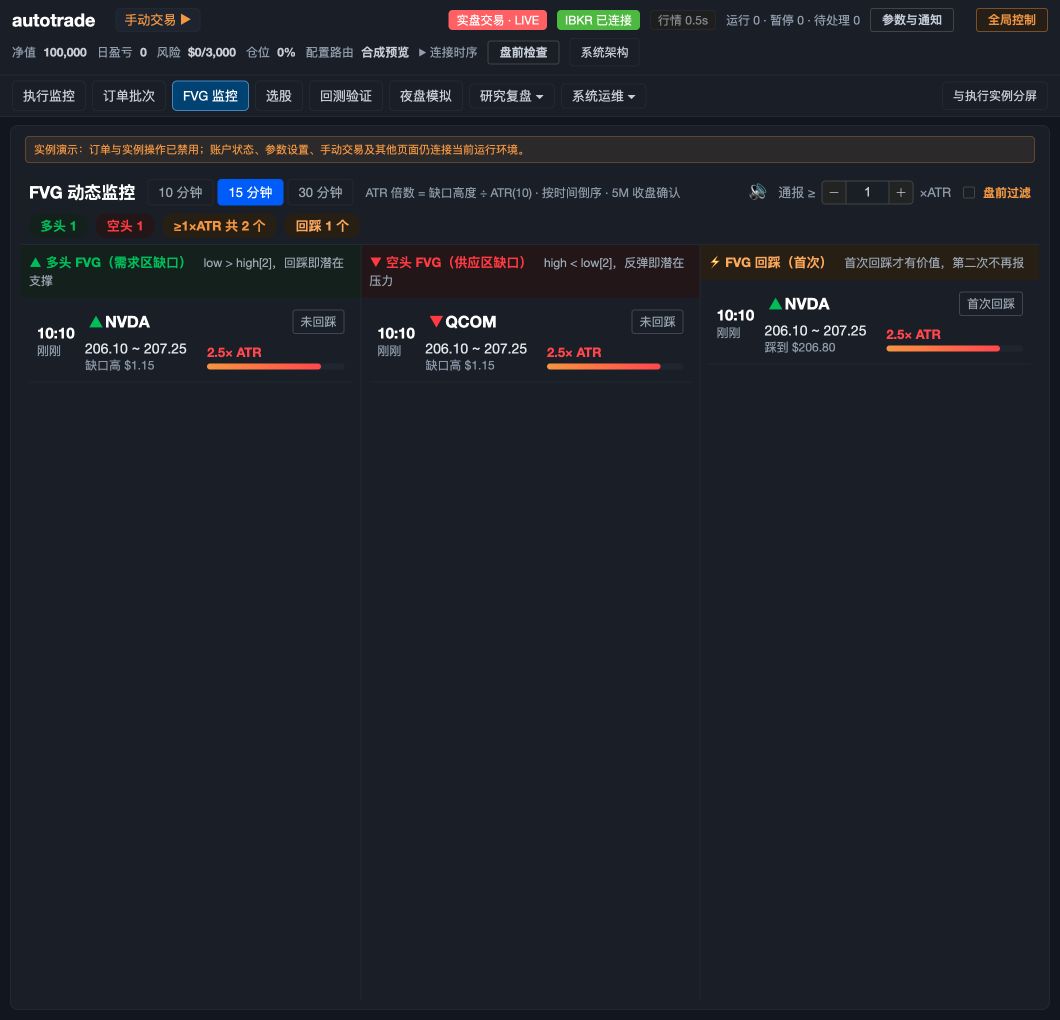 autotrade 手动交易 ▶ 实盘交易 · LIVE IBKR 已连接 行情 0.5s 运行 0 · 暂停 0 · 待处理 0 参数与通知 全局控制
净值 100,000 日盈亏 0 风险 $0/3,000 仓位 0% 配置路由 合成预览 ▶ 连接时序 盘前检查 系统架构
执行监控 订单批次 FVG 监控 选股 回测验证 夜盘模拟 研究复盘 系统运维 与执行实例分屏
实例演示：订单与实例操作已禁用；账户状态、参数设置、手动交易及其他页面仍连接当前运行环境。
FVG 动态监控 10 分钟 15 分钟 30 分钟 ATR 倍数 = 缺口高度 ÷ ATR(10) · 按时间倒序 · 5M 收盘确认 🔊 通报 ≥ − 1 + ×ATR 盘前过滤
多头 1 空头 1 ≥1×ATR 共 2 个 回踩 1 个
▲ 多头 FVG（需求区缺口） low > high[2]，回踩即潜在
支撑
10:10
刚刚
▲NVDA 未回踩
206.10 ~ 207.25
缺口高 $1.15
2.5× ATR
▼ 空头 FVG（供应区缺口） high < low[2]，反弹即潜在
压力
10:10
刚刚
▼QCOM 未回踩
206.10 ~ 207.25
缺口高 $1.15
2.5× ATR
⚡ FVG 回踩（首次） 首次回踩才有价值，第二次不再报
10:10
刚刚
▲NVDA 首次回踩
206.10 ~ 207.25
踩到 $206.80
2.5× ATR